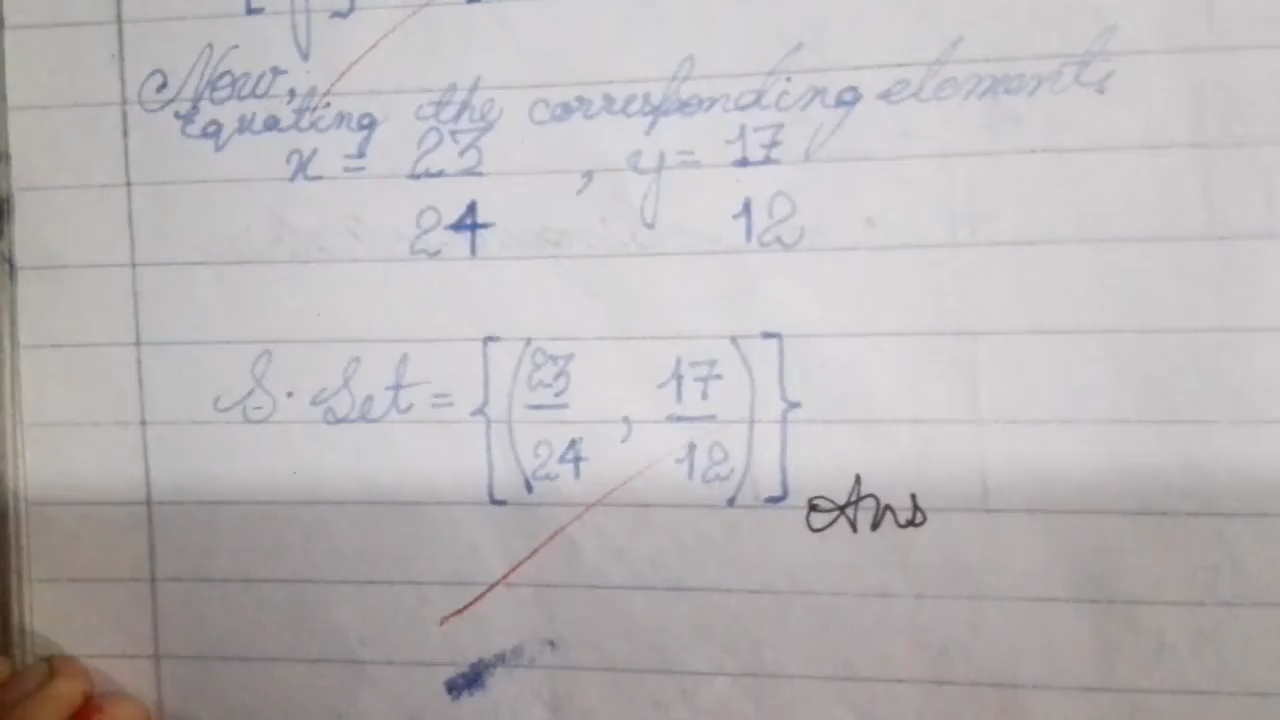 Now,
Equating the corresponding elements
x = 23/24 , y = 17/12
S. Set = {(23/24, 17/12)}
Ans